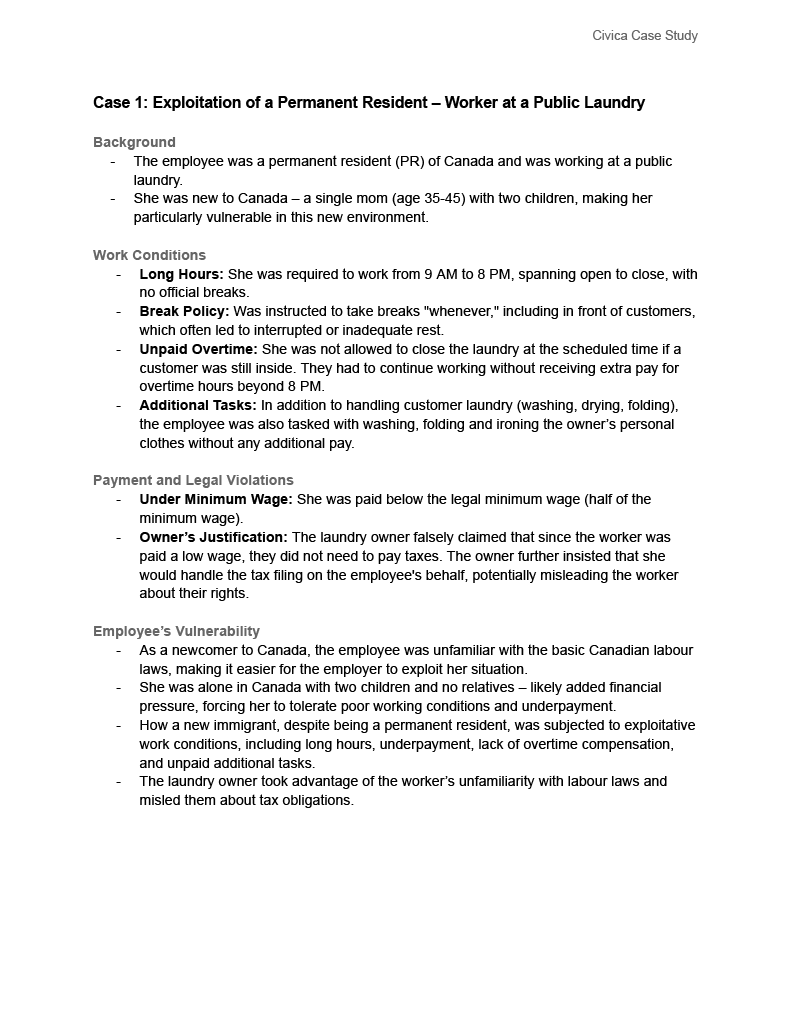 Civica Case Study
Case 1: Exploitation of a Permanent Resident – Worker at a Public Laundry
Background
- The employee was a permanent resident (PR) of Canada and was working at a public
laundry.
- She was new to Canada – a single mom (age 35-45) with two children, making her
particularly vulnerable in this new environment.
Work Conditions
- Long Hours: She was required to work from 9 AM to 8 PM, spanning open to close, with
no official breaks.
- Break Policy: Was instructed to take breaks "whenever," including in front of customers,
which often led to interrupted or inadequate rest.
- Unpaid Overtime: She was not allowed to close the laundry at the scheduled time if a
customer was still inside. They had to continue working without receiving extra pay for
overtime hours beyond 8 PM.
- Additional Tasks: In addition to handling customer laundry (washing, drying, folding),
the employee was also tasked with washing, folding and ironing the owner’s personal
clothes without any additional pay.
Payment and Legal Violations
- Under Minimum Wage: She was paid below the legal minimum wage (half of the
minimum wage).
- Owner’s Justification: The laundry owner falsely claimed that since the worker was
paid a low wage, they did not need to pay taxes. The owner further insisted that she
would handle the tax filing on the employee's behalf, potentially misleading the worker
about their rights.
Employee’s Vulnerability
- As a newcomer to Canada, the employee was unfamiliar with the basic Canadian labour
laws, making it easier for the employer to exploit her situation.
- She was alone in Canada with two children and no relatives – likely added financial
pressure, forcing her to tolerate poor working conditions and underpayment.
- How a new immigrant, despite being a permanent resident, was subjected to exploitative
work conditions, including long hours, underpayment, lack of overtime compensation,
and unpaid additional tasks.
- The laundry owner took advantage of the worker’s unfamiliarity with labour laws and
misled them about tax obligations.